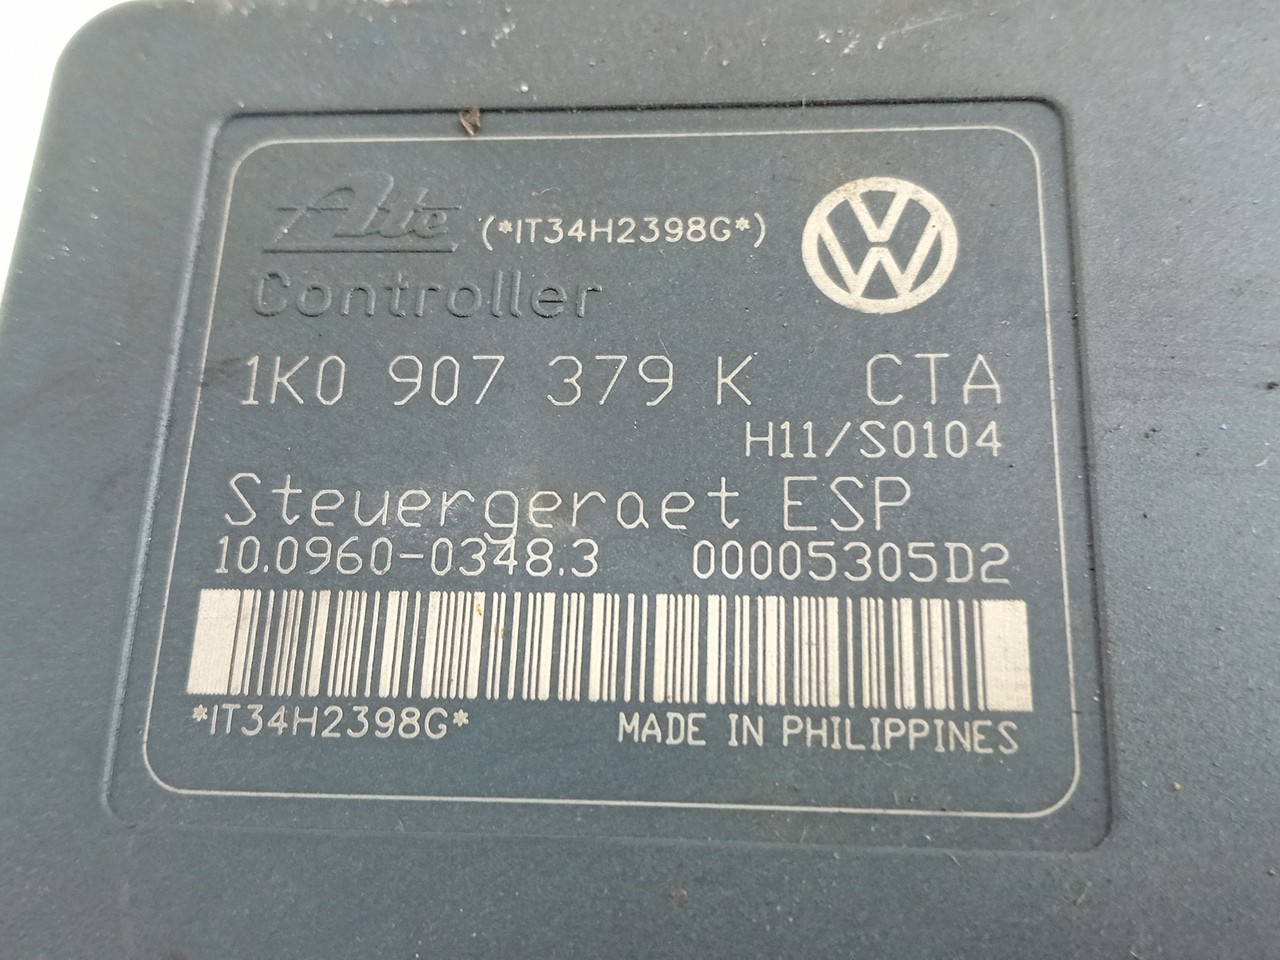 Ate (*IT34H2398G*)
Controller
1K0 907 379 K CTA
H11/S0104
Steuergeraet ESP
10.0960-0348.3 00005305D2
*IT34H2398G* MADE IN PHILIPPINES